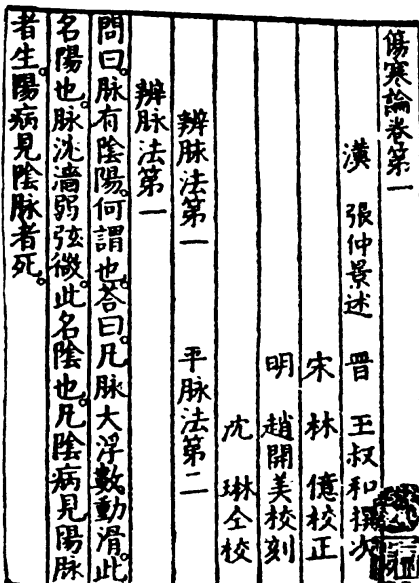 傷寒論卷第一
漢　張仲景述　晉　王叔和撰次
宋　林　億校正
明　趙開美校刻
沈　琳仝校
辨脉法第一　平脉法第二
辨脉法第一
問曰。脉有陰陽。何謂也。荅曰。凡脉大浮數動滑。此
名陽也。脉沈濇弱弦微。此名陰也。凡陰病見陽脉
者生。陽病見陰脉者死。